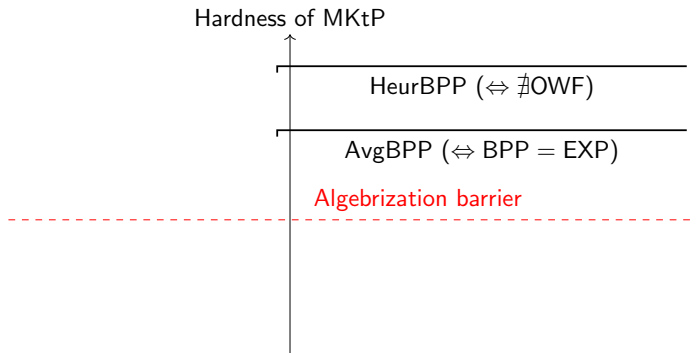 Hardness of MKtP
HeurBPP (⇔ ∄OWF)
AvgBPP (⇔ BPP = EXP)
Algebrization barrier